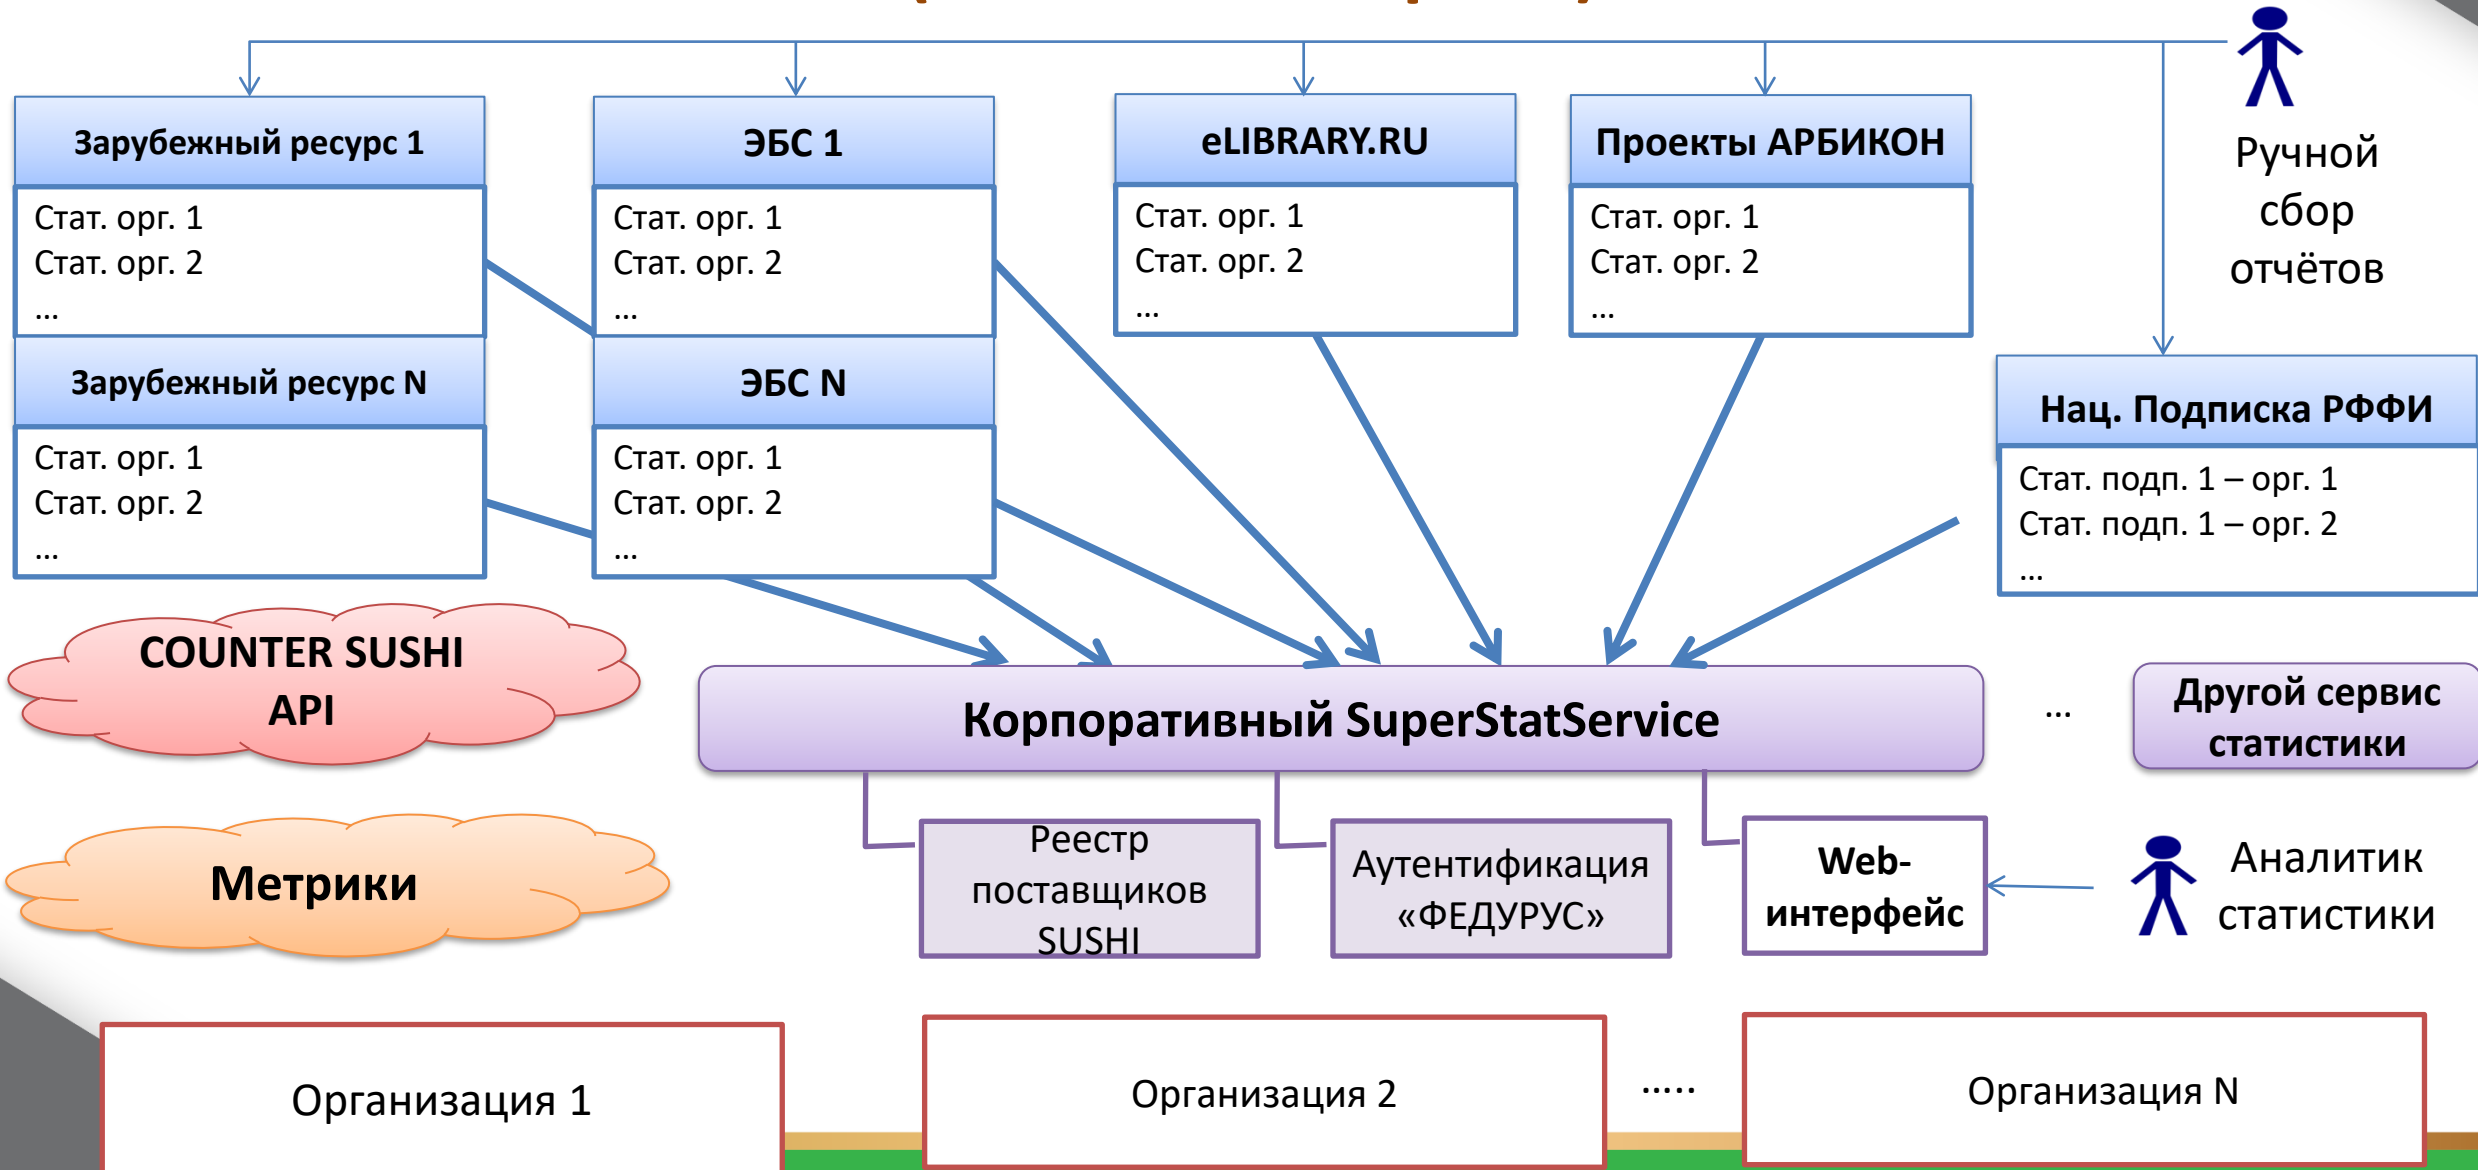 Зарубежный ресурс 1
Стат. орг. 1
Стат. орг. 2
...
Зарубежный ресурс N
Стат. орг. 1
Стат. орг. 2
...
ЭБС 1
Стат. орг. 1
Стат. орг. 2
...
ЭБС N
Стат. орг. 1
Стат. орг. 2
...
eLIBRARY.RU
Стат. орг. 1
Стат. орг. 2
...
Проекты АРБИКОН
Стат. орг. 1
Стат. орг. 2
...
Ручной
сбор
отчётов
Нац. Подписка РФФИ
Стат. подп. 1 – орг. 1
Стат. подп. 1 – орг. 2
...
COUNTER SUSHI
API
Корпоративный SuperStatService
...
Другой сервис
статистики
Метрики
Реестр
поставщиков
SUSHI
Аутентификация
«ФЕДУРУС»
Web-
интерфейс
Аналитик
статистики
Организация 1
Организация 2
.....
Организация N